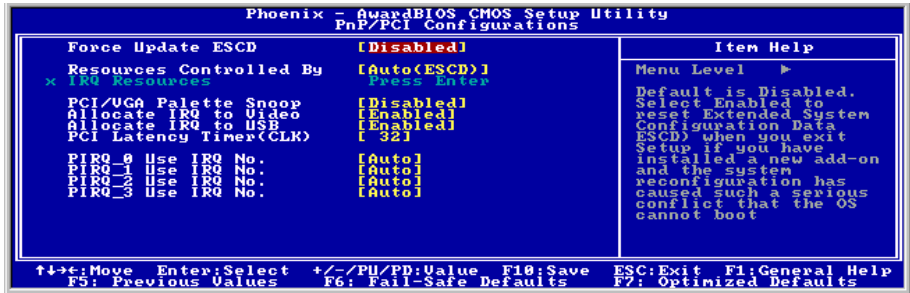 Phoenix - AwardBIOS CMOS Setup Utility
PnP/PCI Configurations
Force Update ESCD [Disabled]
Resources Controlled By [Auto(ESCD)]
x IRQ Resources Press Enter
PCI/VGA Palette Snoop [Disabled]
Allocate IRQ to Video [Enabled]
Allocate IRQ to USB [Enabled]
PCI Latency Timer(CLK) [ 32]
PIRQ_0 Use IRQ No. [Auto]
PIRQ_1 Use IRQ No. [Auto]
PIRQ_2 Use IRQ No. [Auto]
PIRQ_3 Use IRQ No. [Auto]
Item Help
Menu Level ►
Default is Disabled.
Select Enabled to
reset Extended System
Configuration Data
ESCD) when you exit
Setup if you have
installed a new add-on
and the system
reconfiguration has
caused such a serious
conflict that the OS
cannot boot
↑↓→←:Move Enter:Select +/-/PU/PD:Value F10:Save ESC:Exit F1:General Help
F5: Previous Values F6: Fail-Safe Defaults F7: Optimized Defaults